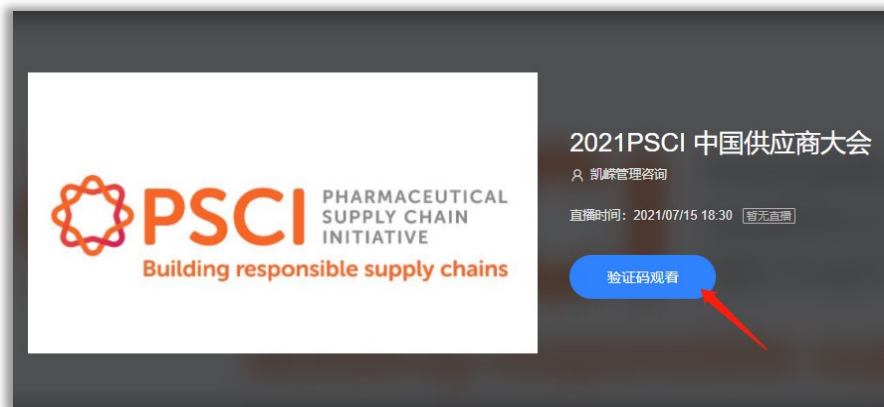 PSCI
PHARMACEUTICAL
SUPPLY CHAIN
INITIATIVE
Building responsible supply chains
2021PSCI 中国供应商大会
凯嵘管理咨询
直播时间：2021/07/15 18:30 暂无直播
验证码观看